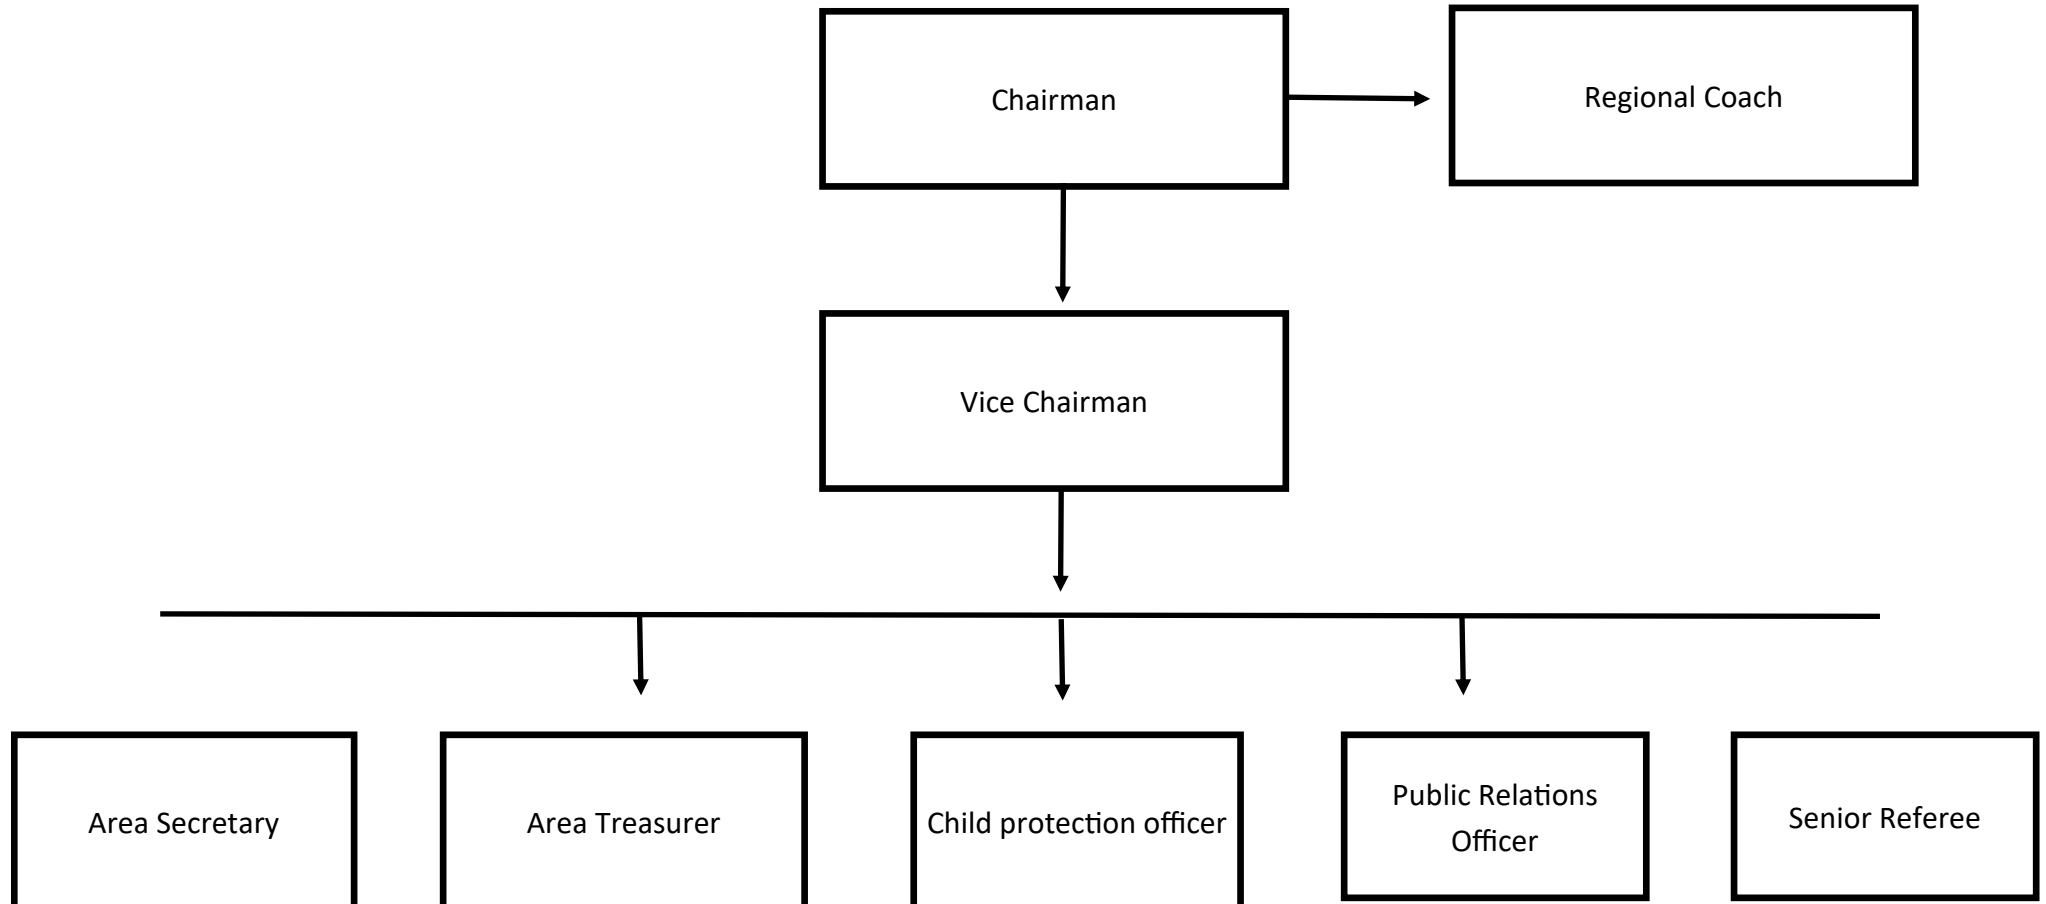 Chairman
Regional Coach
Vice Chairman
Area Secretary
Area Treasurer
Child protection officer
Public Relations
Officer
Senior Referee